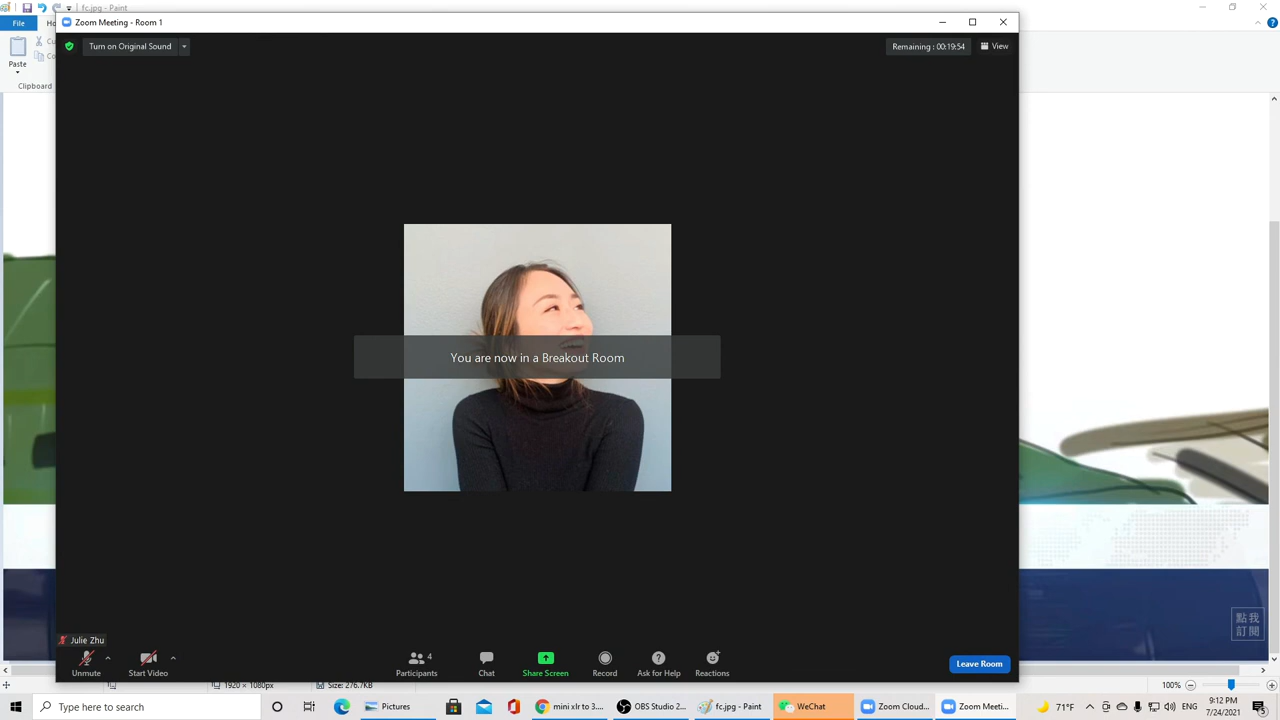 fc.jpg - Paint
File
Ho
Cu
Co
Paste
Clipboard
Zoom Meeting - Room 1
Turn on Original Sound
Remaining : 00:19:54
View
You are now in a Breakout Room
點我
訂閱
Julie Zhu
Unmute
Start Video
4
Participants
Chat
Share Screen
Record
Ask for Help
Reactions
Leave Room
1920 × 1080px
Size: 276.7KB
100%
Type here to search
Pictures
mini xlr to 3....
OBS Studio 2...
fc.jpg - Paint
WeChat
Zoom Cloud...
Zoom Meeti...
71°F
ENG
9:12 PM
7/24/2021